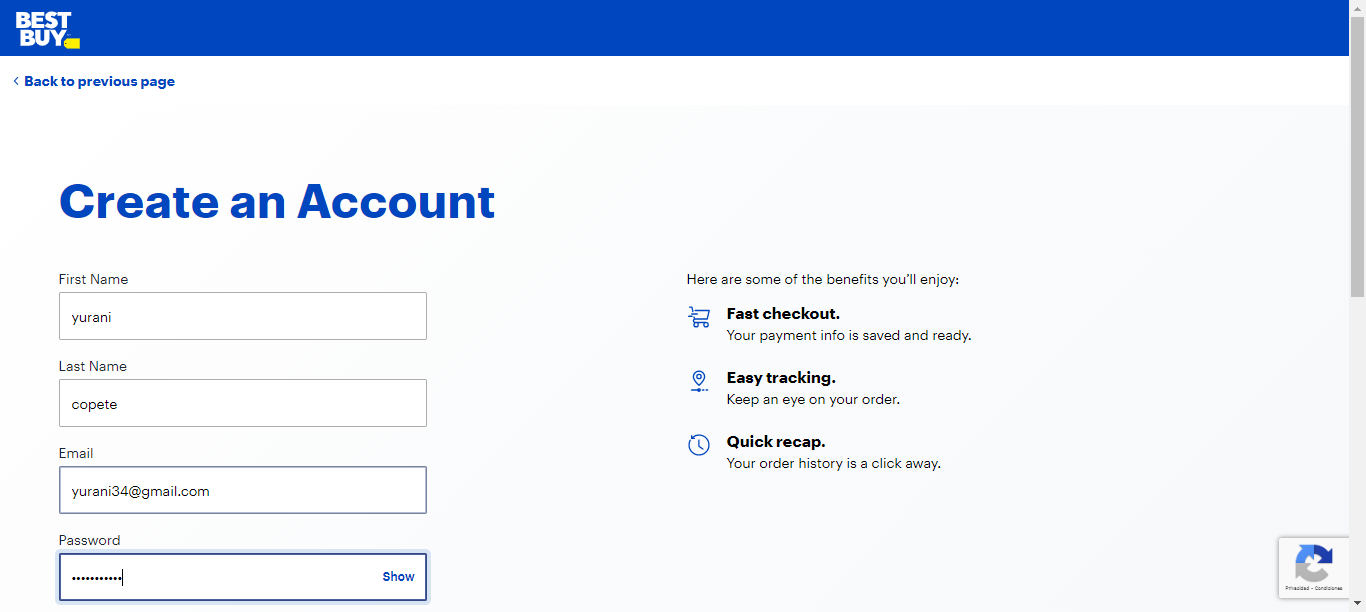 BEST
BUY
Back to previous page
Create an Account
First Name
yurani
Last Name
copete
Email
yurani34@gmail.com
Password
•••••••••••
Show
Here are some of the benefits you’ll enjoy:
Fast checkout.
Your payment info is saved and ready.
Easy tracking.
Keep an eye on your order.
Quick recap.
Your order history is a click away.
Privacidad - Condiciones